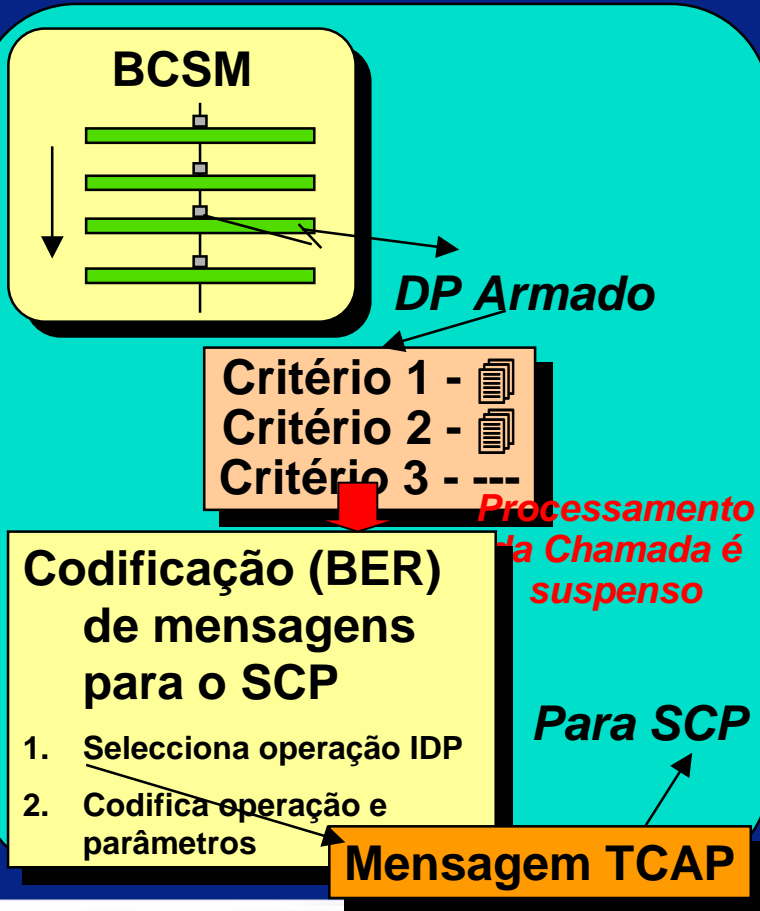 BCSM
DP Armado
Critério 1 -
Critério 2 -
Critério 3 - ---
Processamento
da Chamada é
suspenso
Codificação (BER)
de mensagens
para o SCP
1. Selecciona operação IDP
2. Codifica operação e
parâmetros
Para SCP
Mensagem TCAP